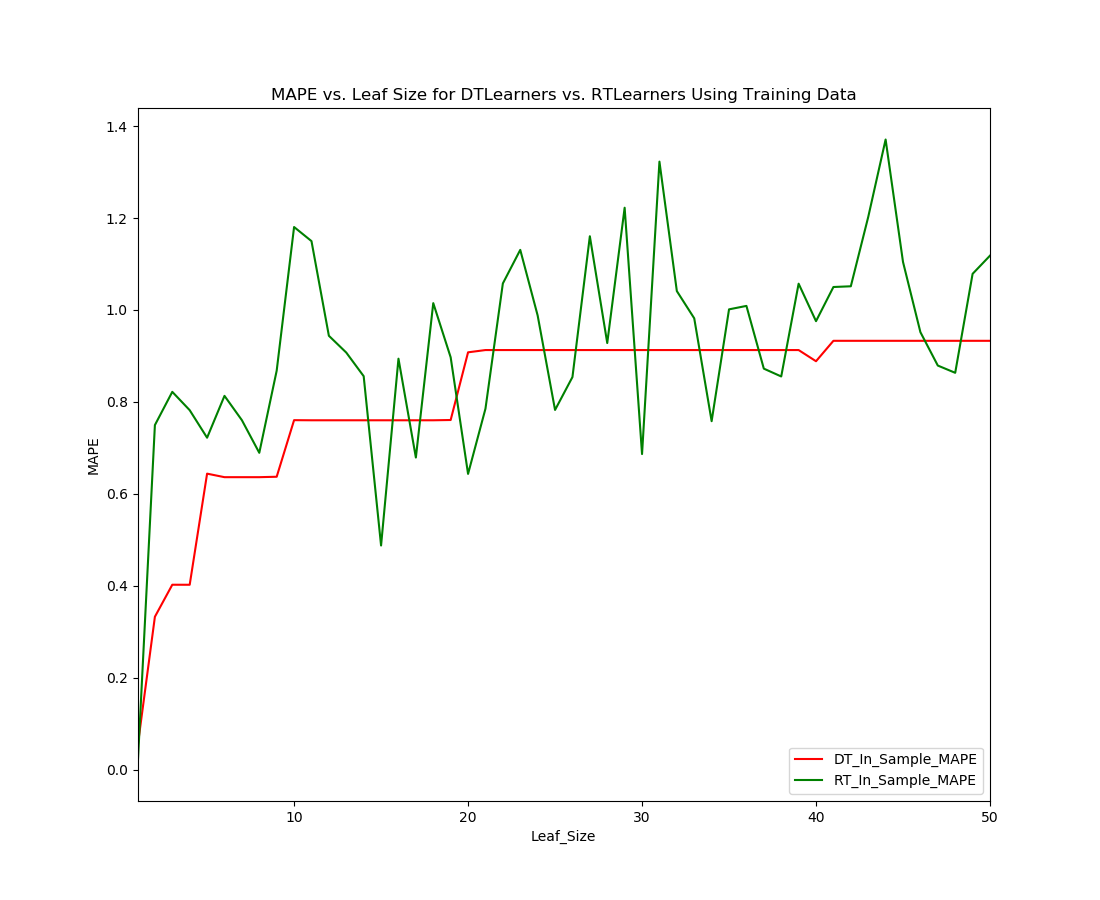 MAPE vs. Leaf Size for DTLearners vs. RTLearners Using Training Data
1.4
1.2
1.0
0.8
0.6
0.4
0.2
0.0
MAPE
10
20
30
40
50
Leaf_Size
DT_In_Sample_MAPE
RT_In_Sample_MAPE